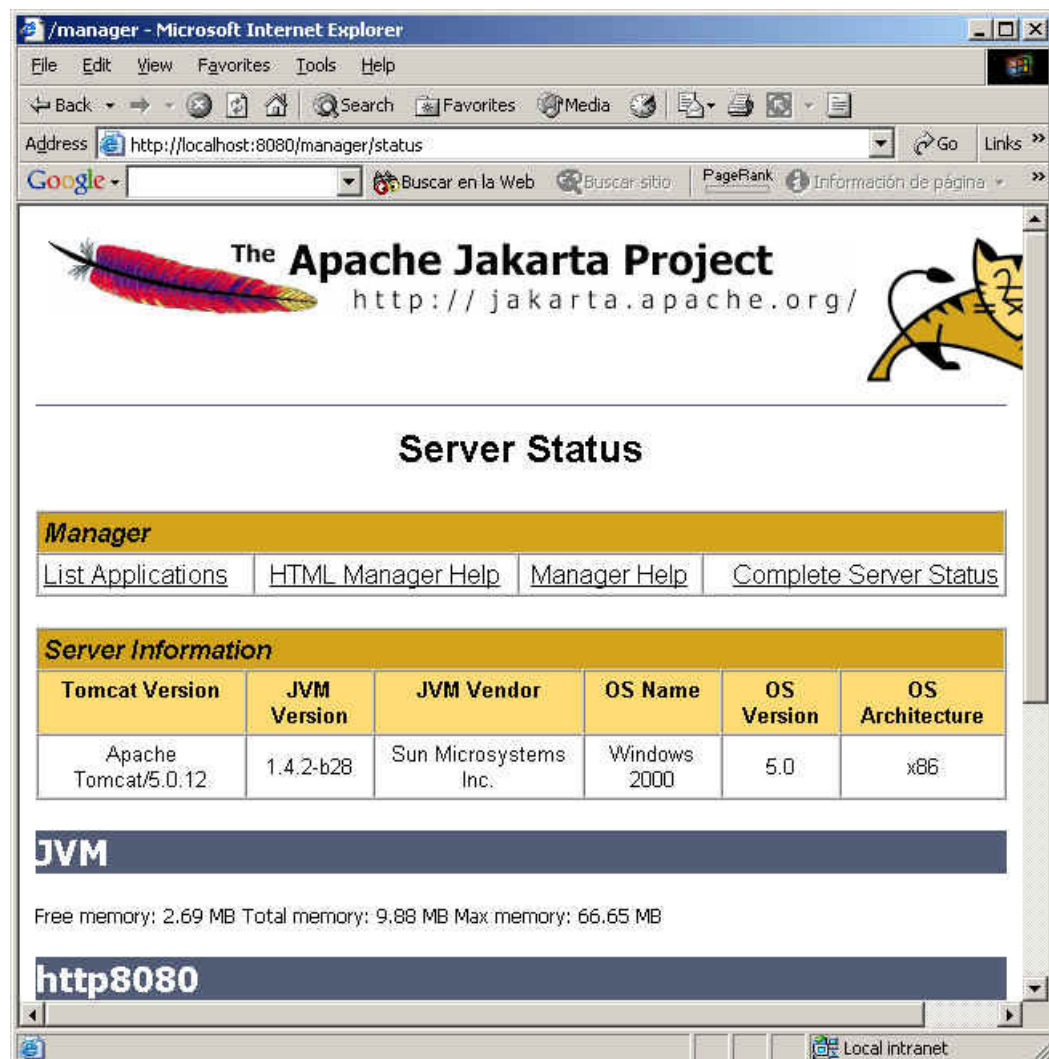 /manager - Microsoft Internet Explorer
File Edit View Favorites Tools Help
Back Search Favorites Media
Address http://localhost:8080/manager/status Go Links »
Google Buscar en la Web Buscar sitio PageRank Información de página »
The Apache Jakarta Project
http://jakarta.apache.org/
Server Status
Manager
List Applications HTML Manager Help Manager Help Complete Server Status
Server Information
Tomcat Version JVM Version JVM Vendor OS Name OS Version OS Architecture
Apache Tomcat/5.0.12 1.4.2-b28 Sun Microsystems Inc. Windows 2000 5.0 x86
JVM
Free memory: 2.69 MB Total memory: 9.88 MB Max memory: 66.65 MB
http8080
Local intranet